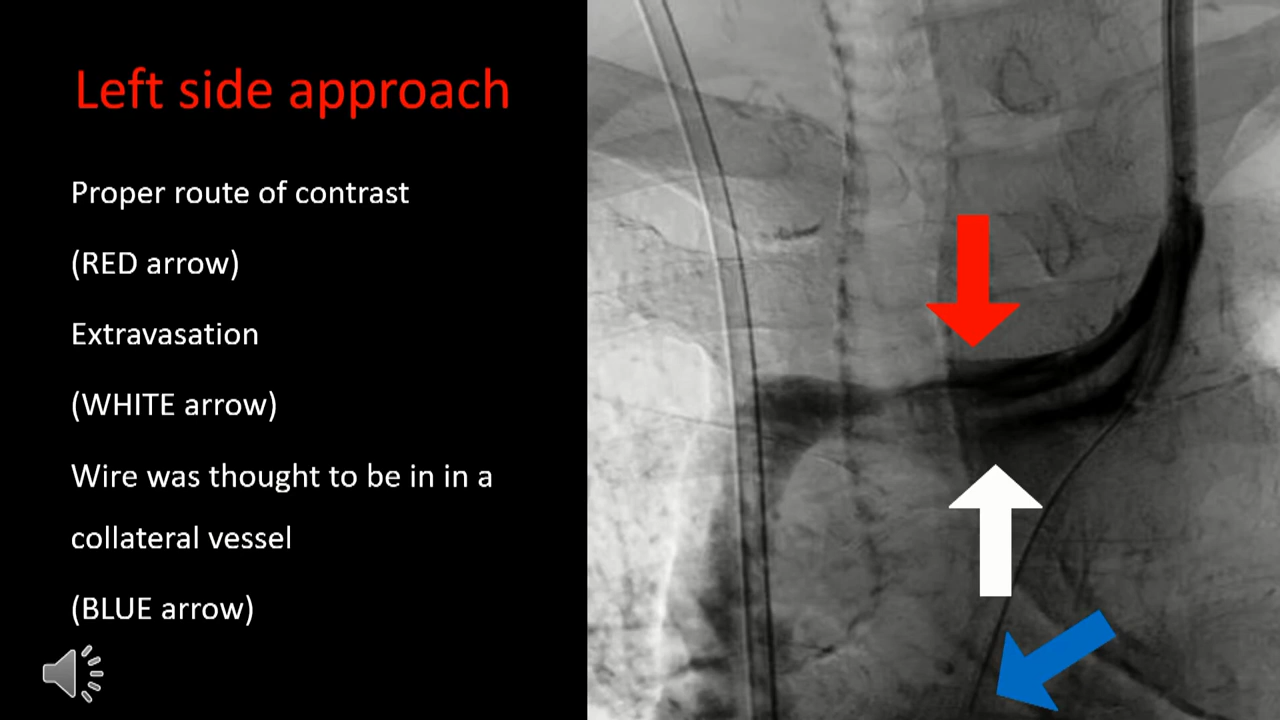 Left side approach
Proper route of contrast
(RED arrow)
Extravasation
(WHITE arrow)
Wire was thought to be in in a
collateral vessel
(BLUE arrow)